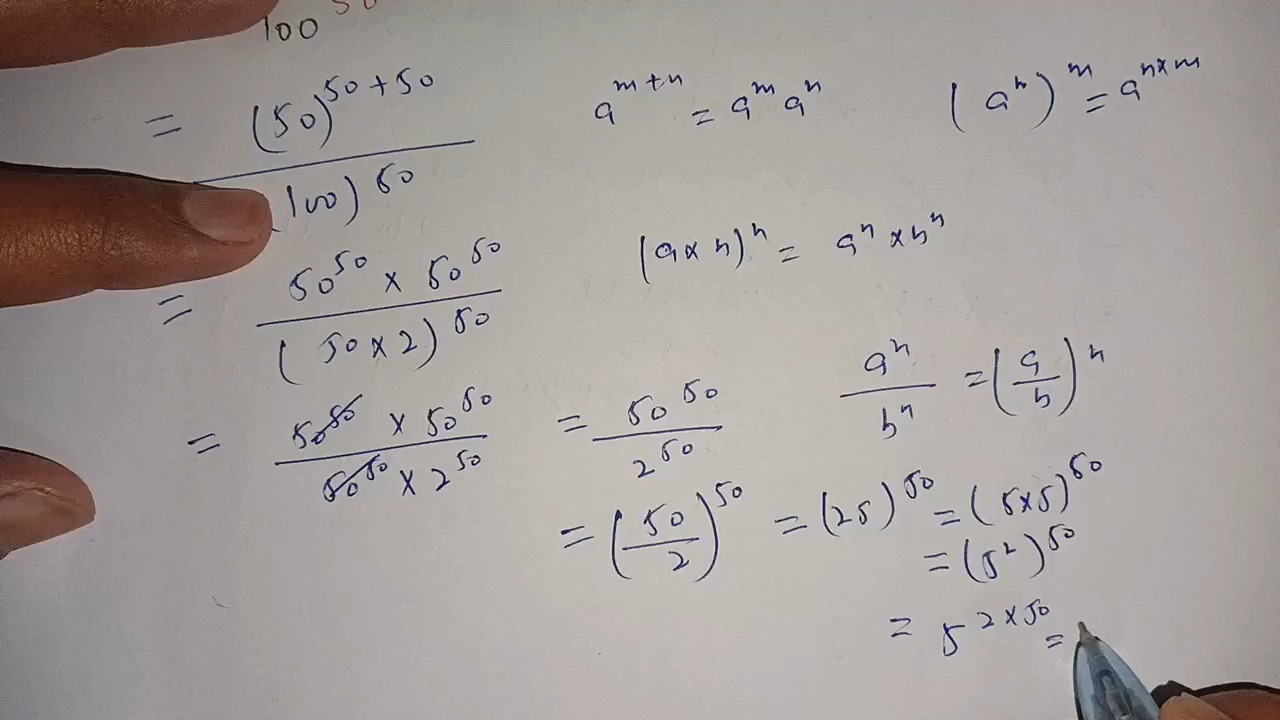 100^50
= (50)^{50+50} / (100)^{50}
a^{m+n} = a^m a^n
(a^n)^m = a^{n×m}
= 50^{50} × 50^{50} / (50×2)^{50}
(a×b)^n = a^n × b^n
= 50^{50} × 50^{50} / 50^{50} × 2^{50} = 50^{50} / 2^{50}
a^n / b^n = (a/b)^n
= (50/2)^{50} = (25)^{50} = (5×5)^{50}
= (5^2)^{50}
= 5^{2×50} =